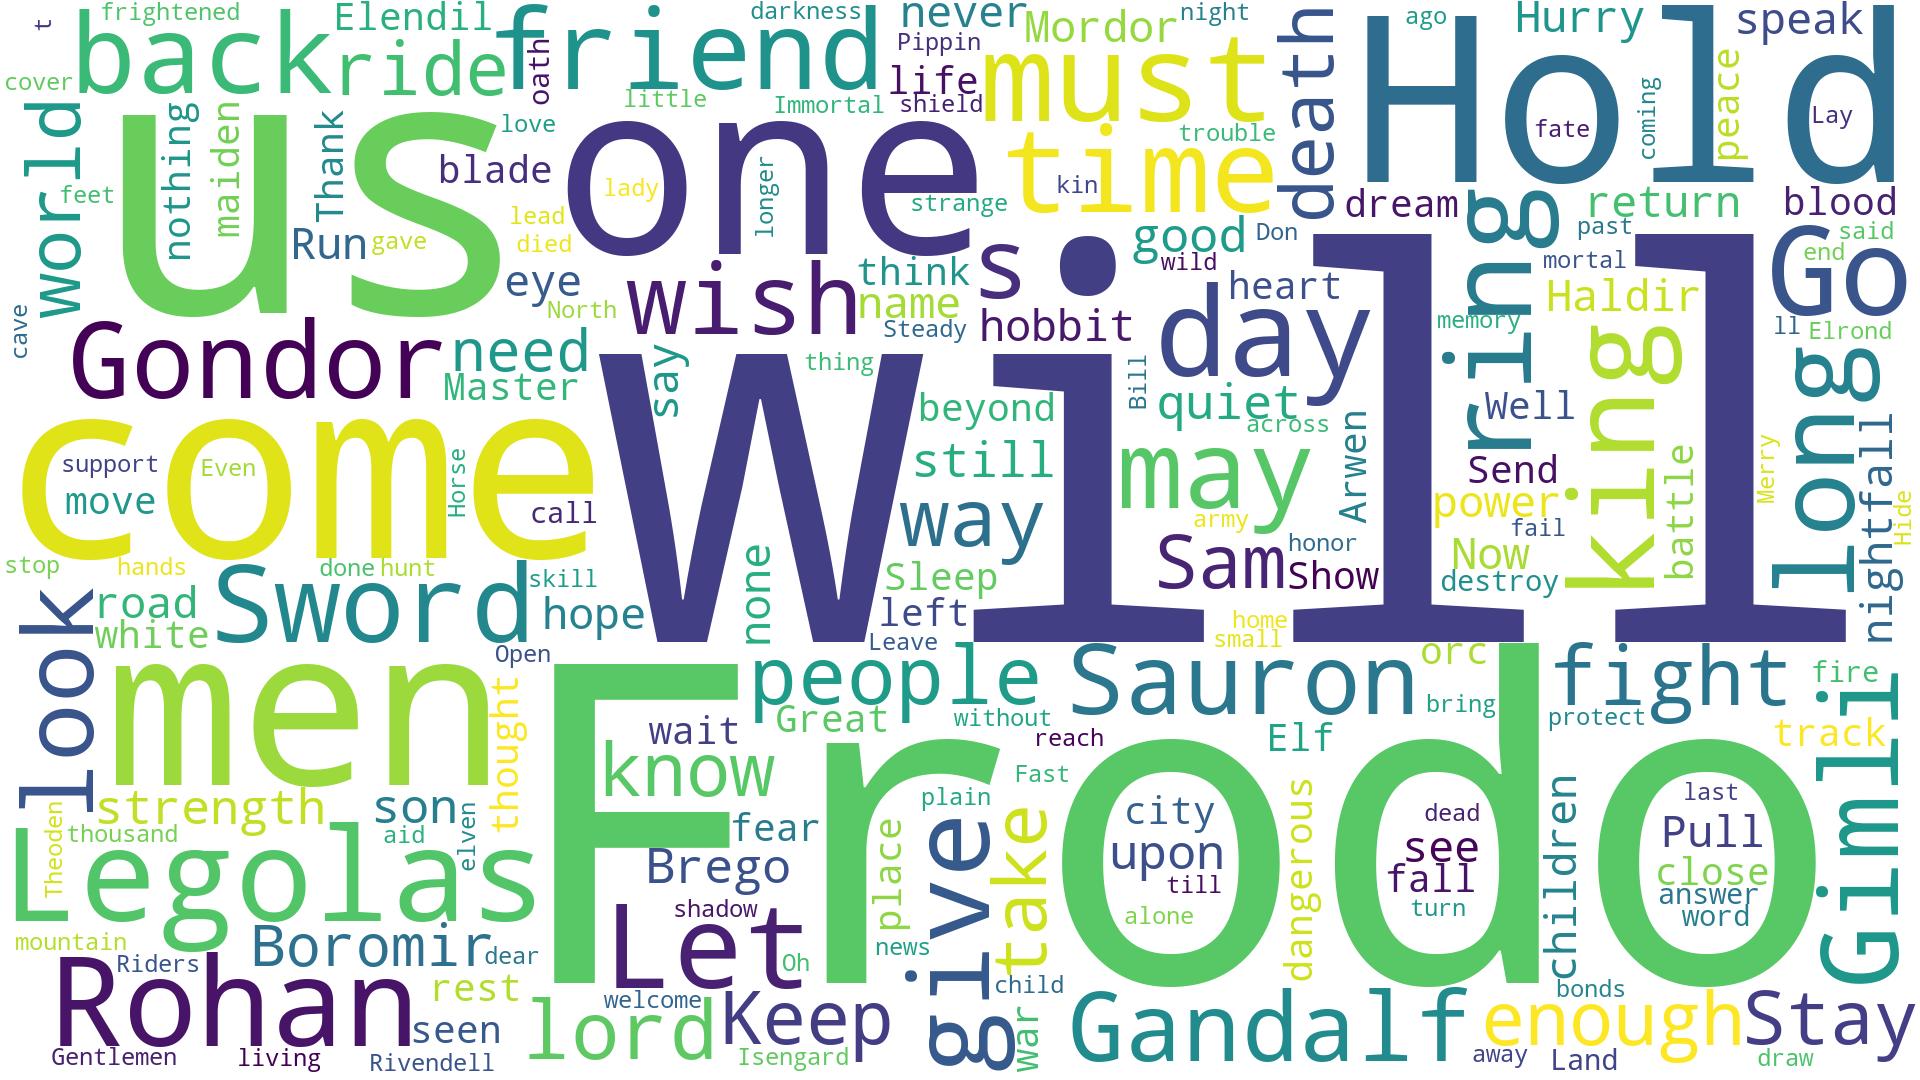 t
frightened
Elendil
darkness
never
Mordor
night
ago
Hurry
speak
back
ride
friend
Pippin
must
death
Hold
cover
oath
life
little
Immortal
shield
peace
coming
world
nothing
maiden
Thank
us
love
one
time
trouble
fate
Lay
blade
lady
longer
kin
feet
strange
dream
ring
return
blood
Run
gave
lead
died
s
good
Don
past
said
end
Go
wild
mortal
eye
wish
think
name
day
heart
Haldir
North
Steady
hobbit
memory
ll
Elrond
cave
Gondor
need
Master
say
thing
Will
Bill
king
long
beyond
quiet
across
Well
come
still
may
Arwen
support
Even
move
Horse
call
way
Send
power
army
battle
Merry
nightfall
Hide
fail
stop
hands
done
hunt
skill
none
Sleep
Sam
honor
Show
Now
destroy
look
road
white
Sword
hope
left
Leave
home
small
Open
men
thought
people
Sauron
orc
fight
fire
Frodo
Great
without
bring
protect
wait
know
reach
Elf
track
Gimli
Fast
plain
strength
son
Theoden
thousand
aid
elven
fear
place
give
take
city
upon
till
alone
dangerous
dead
see
fall
turn
children
last
Pull
close
answer
word
Legolas
Brego
shadow
Let
mountain
Riders
Boromir
dear
Oh
news
child
Rohan
rest
seen
welcome
lord
Keep
war
Gandalf
bonds
enough
Stay
Gentlemen
living
Rivendell
Isengard
away
Land
draw